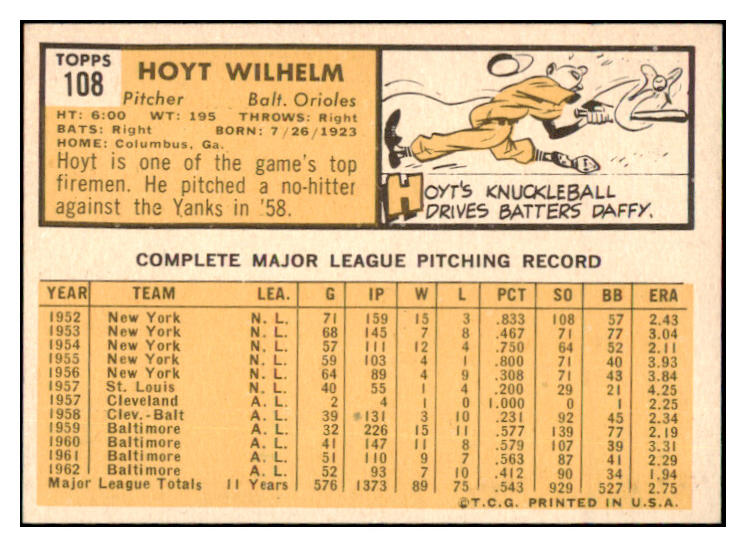 TOPPS
108
HOYT WILHELM
Pitcher Balt. Orioles
HT: 6:00 WT: 195 THROWS: Right
BATS: Right BORN: 7/26/1923
HOME: Columbus, Ga.
Hoyt is one of the game's top
firemen. He pitched a no-hitter
against the Yanks in '58.
HOYT'S KNUCKLEBALL
DRIVES BATTERS DAFFY.
COMPLETE MAJOR LEAGUE PITCHING RECORD
YEAR TEAM LEA. G IP W L PCT SO BB ERA
1952 New York N. L. 71 159 15 3 .833 108 57 2.43
1953 New York N. L. 68 145 7 8 .467 71 77 3.04
1954 New York N. L. 57 111 12 4 .750 64 52 2.11
1955 New York N. L. 59 103 4 1 .800 71 40 3.93
1956 New York N. L. 64 89 4 9 .308 71 43 3.84
1957 St. Louis N. L. 40 55 1 4 .200 29 21 4.25
1957 Cleveland A. L. 2 4 1 0 1.000 0 1 2.25
1958 Clev.-Balt A. L. 39 131 3 10 .231 92 45 2.34
1959 Baltimore A. L. 32 226 15 11 .577 139 77 2.19
1960 Baltimore A. L. 41 147 11 8 .579 107 39 3.31
1961 Baltimore A. L. 51 110 9 7 .563 87 41 2.29
1962 Baltimore A. L. 52 93 7 10 .412 90 34 1.94
Major League Totals 11 Years 576 1373 89 75 .543 929 527 2.75
©T.C.G. PRINTED IN U.S.A.